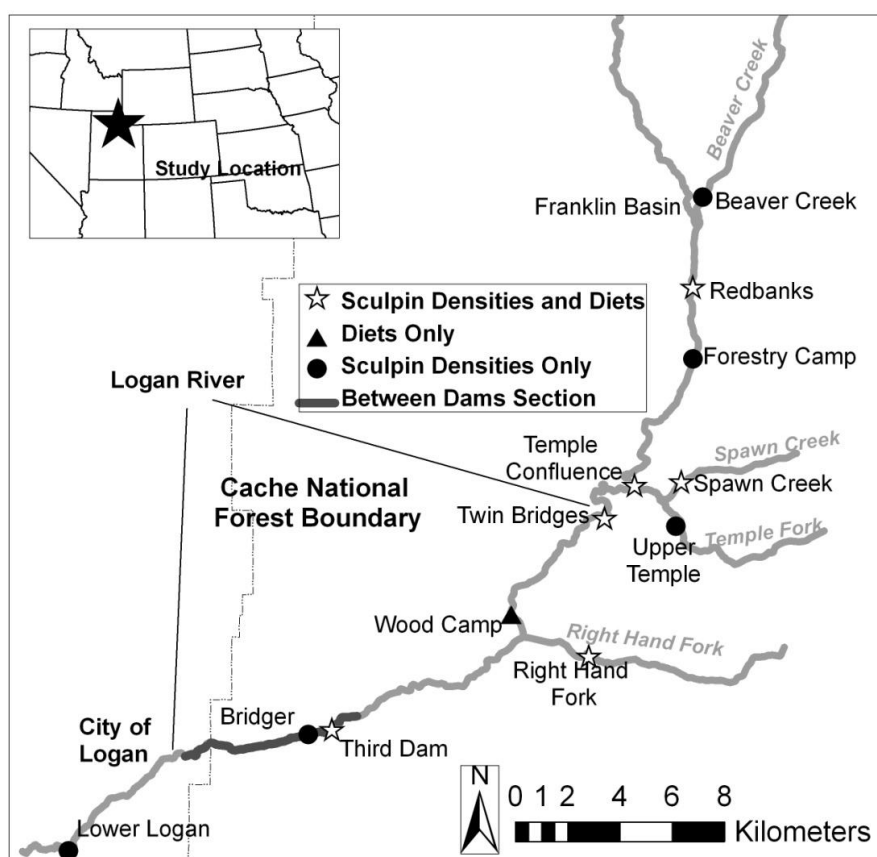 Study Location
Beaver Creek
Franklin Basin
Beaver Creek
Redbanks
Sculpin Densities and Diets
Diets Only
Sculpin Densities Only
Between Dams Section
Forestry Camp
Logan River
Temple
Confluence
Spawn Creek
Spawn Creek
Cache National
Forest Boundary
Twin Bridges
Upper
Temple
Temple Fork
Wood Camp
Right Hand Fork
Right Hand
Fork
City of
Logan
Bridger
Third Dam
Lower Logan
N
0 1 2 4 6 8
Kilometers